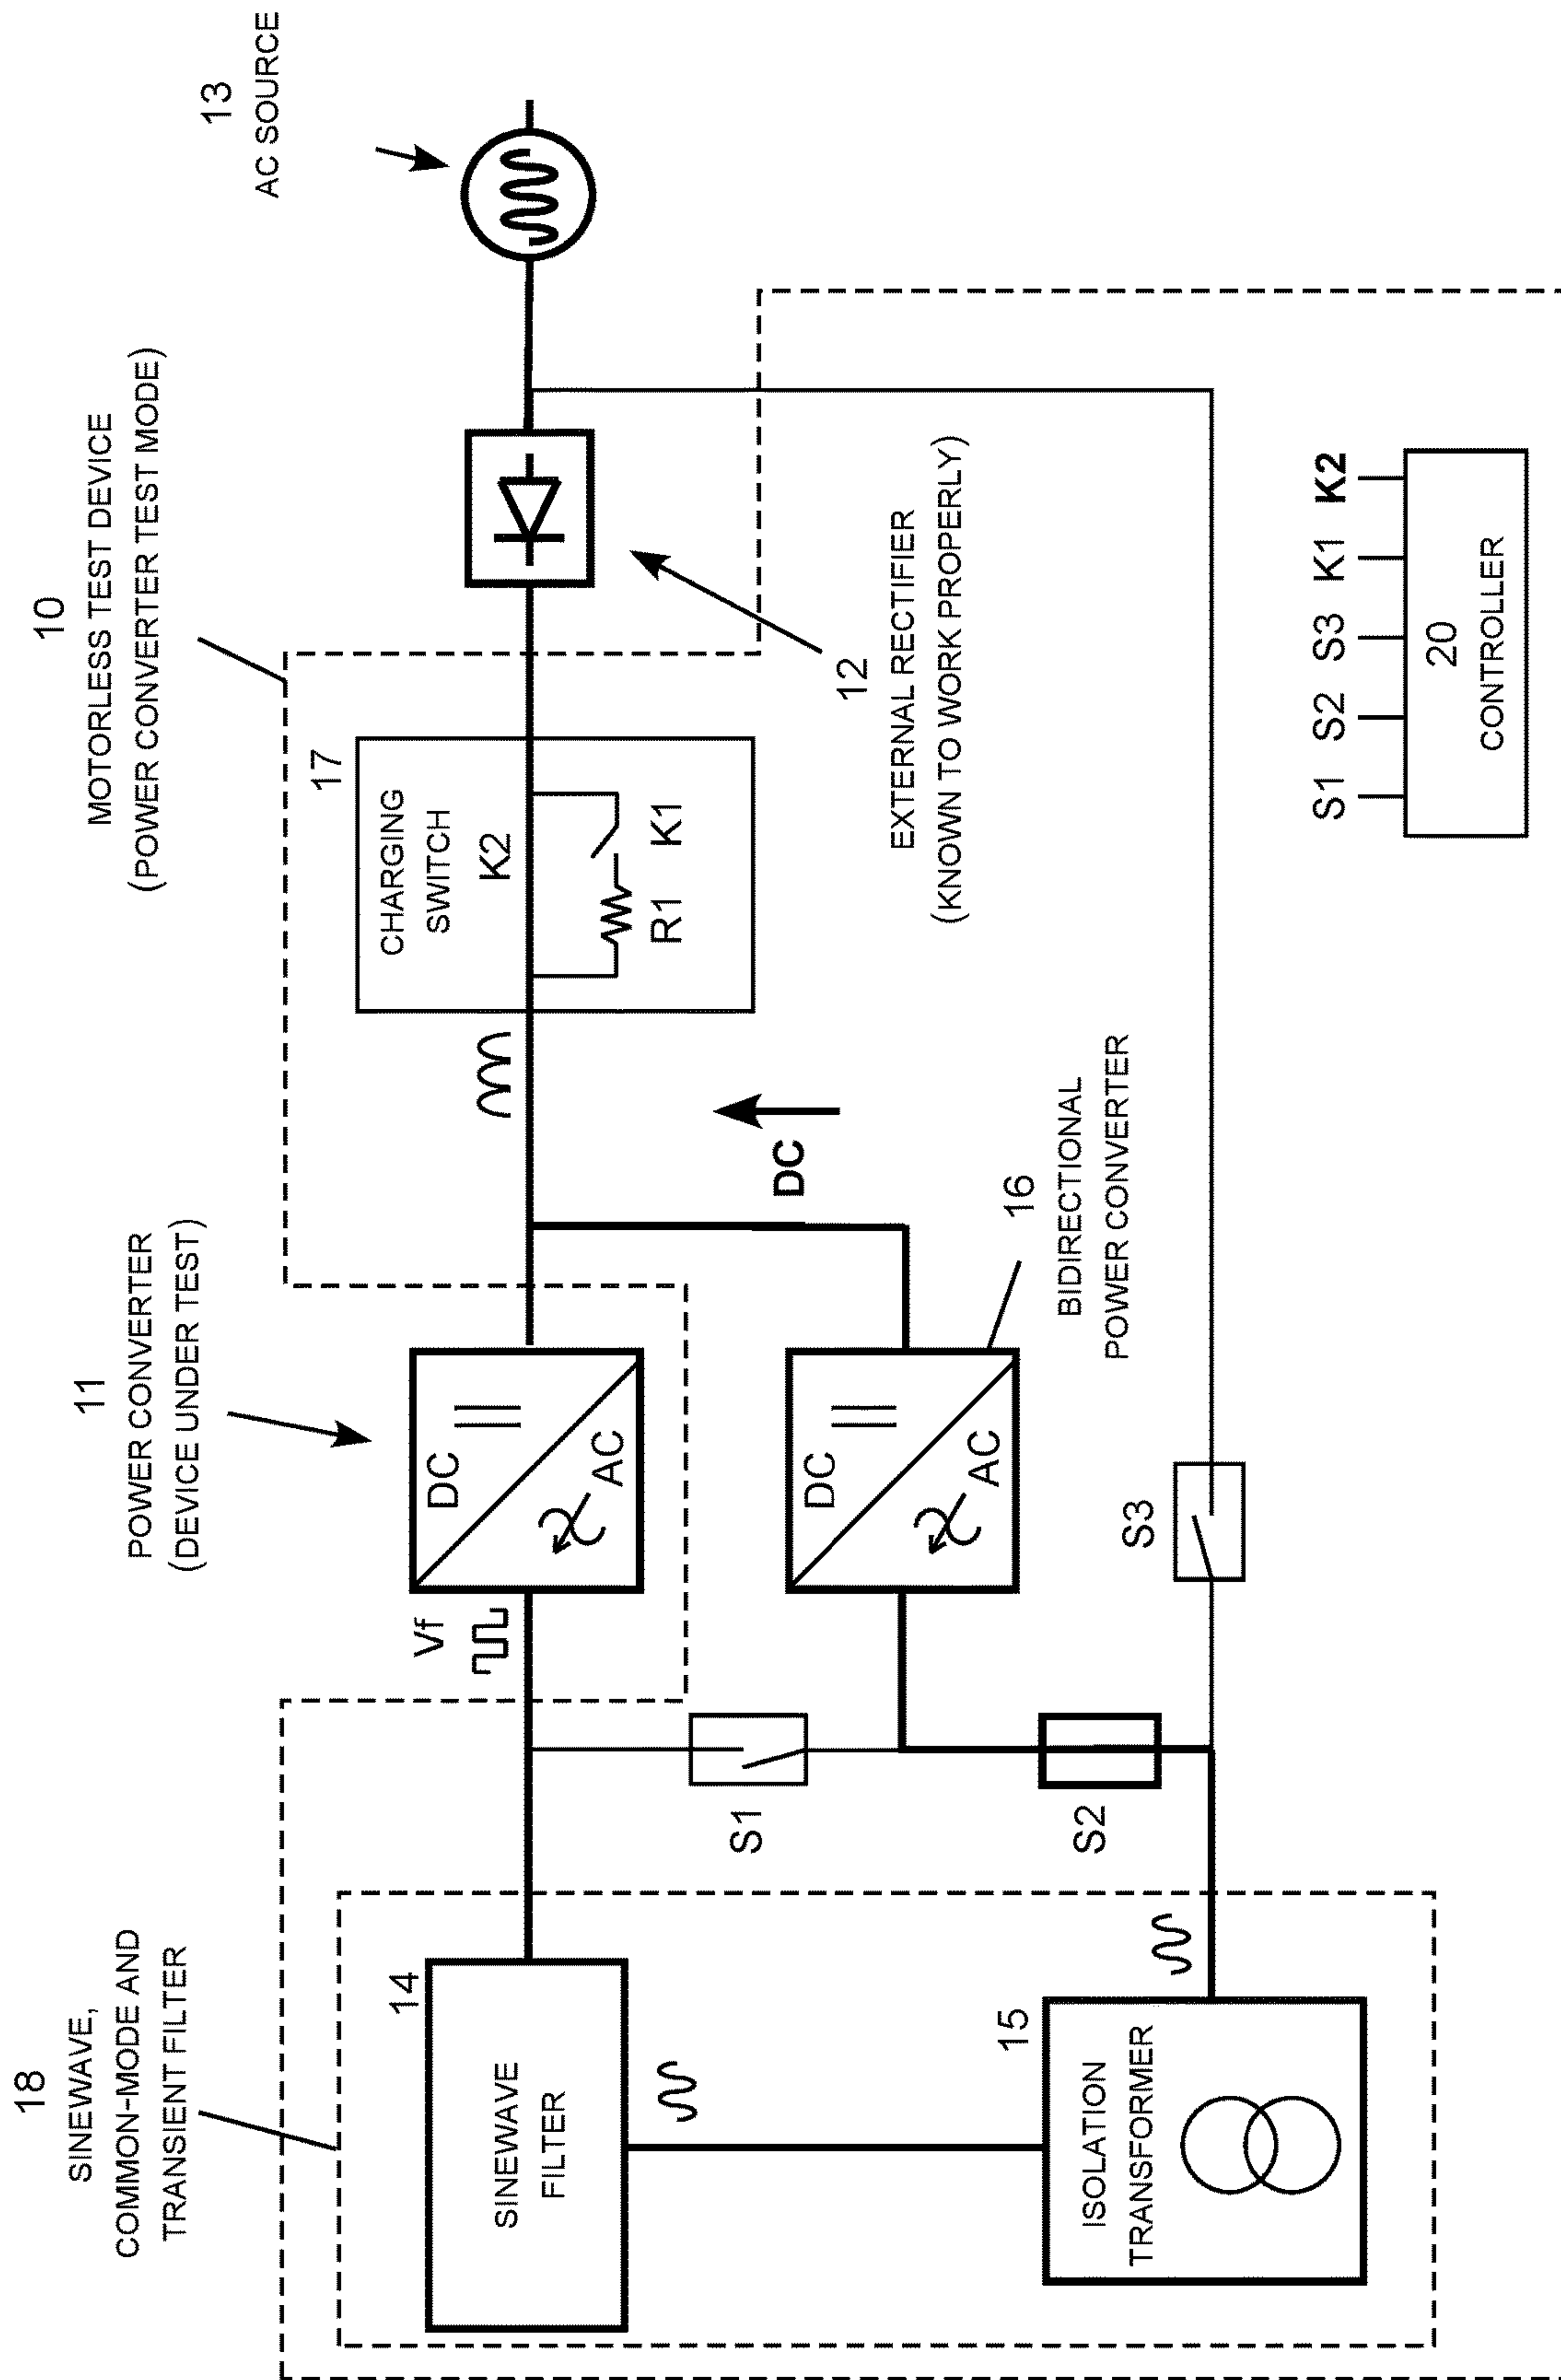 10
MOTORLESS TEST DEVICE
(POWER CONVERTER TEST MODE)
13
AC SOURCE
11
POWER CONVERTER
(DEVICE UNDER TEST)
18
SINEWAVE,
COMMON-MODE AND
TRANSIENT FILTER
14
SINEWAVE
FILTER
Vf
DC
AC
17
CHARGING
SWITCH
K2
R1
K1
12
EXTERNAL RECTIFIER
(KNOWN TO WORK PROPERLY)
DC
S1
DC
AC
16
BIDIRECTIONAL
POWER CONVERTER
15
ISOLATION
TRANSFORMER
S2
S3
S1
S2
S3
K1
K2
20
CONTROLLER